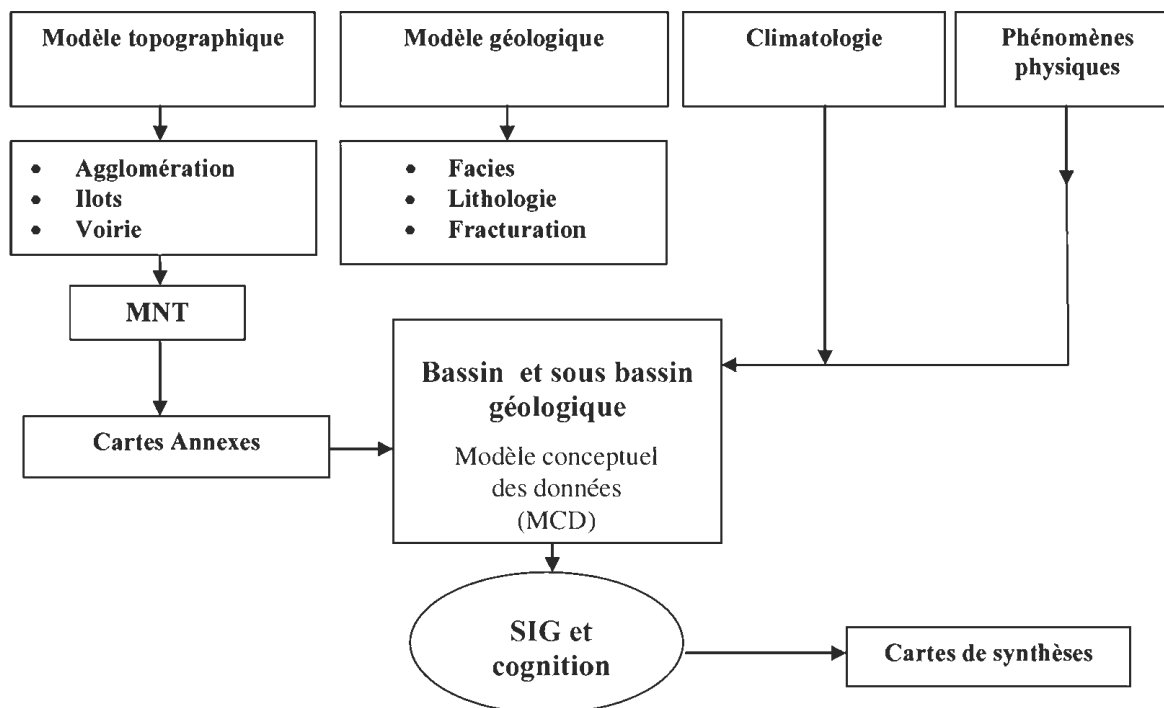 Modèle topographique
Modèle géologique
Climatologie
Phénomènes
physiques
• Agglomération
• Ilots
• Voirie
• Facies
• Lithologie
• Fracturation
MNT
Cartes Annexes
Bassin et sous bassin
géologique
Modèle conceptuel
des données
(MCD)
SIG et
cognition
Cartes de synthèses